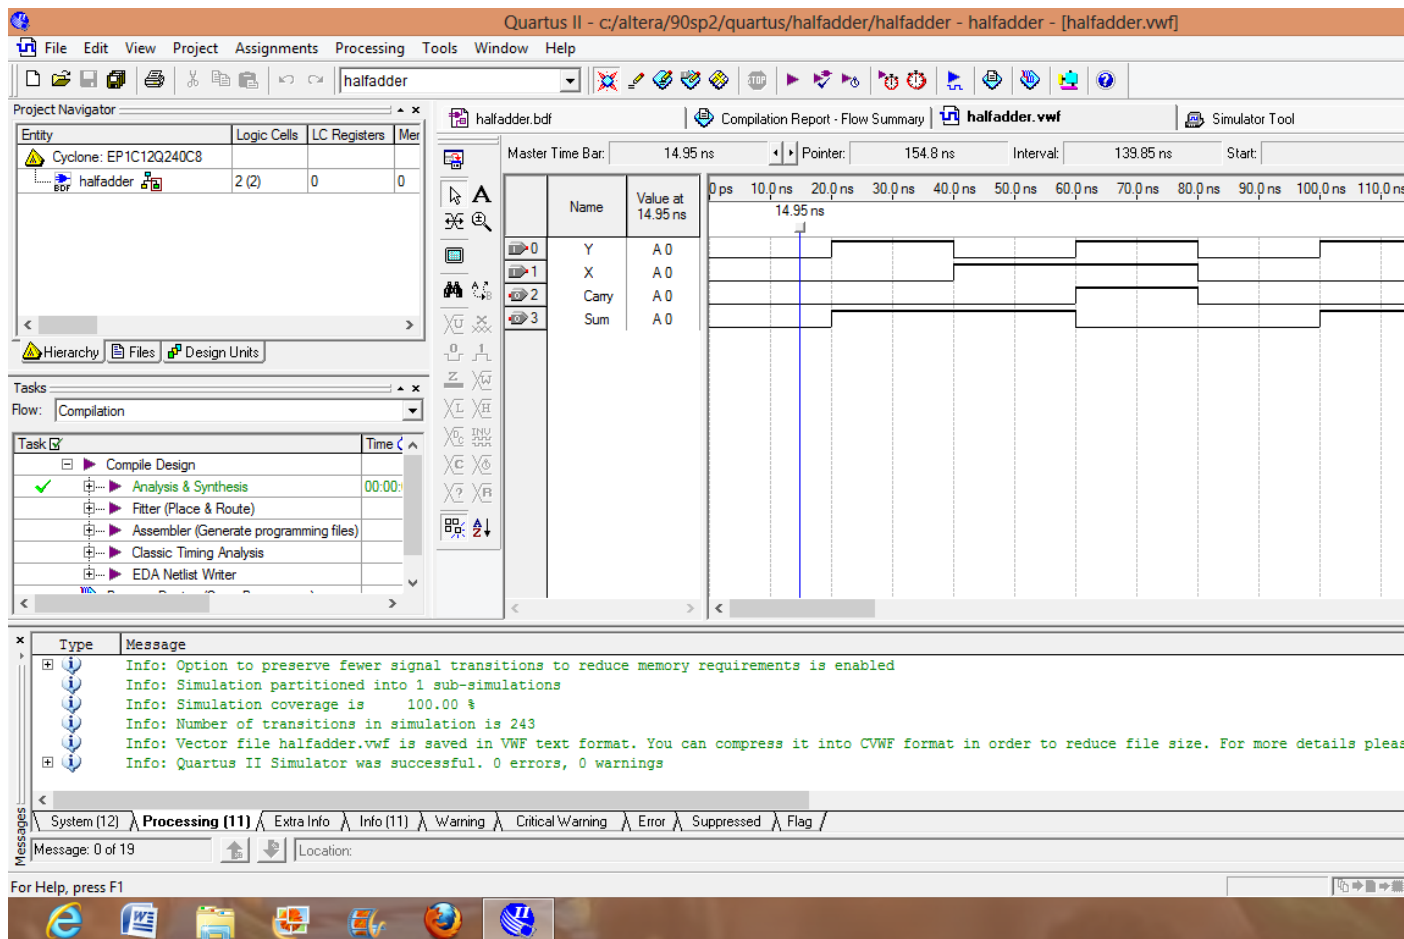 Quartus II - c:/altera/90sp2/quartus/halfadder/halfadder - halfadder - [halfadder.vwf]
File Edit View Project Assignments Processing Tools Window Help
halfadder
Project Navigator
Entity Logic Cells LC Registers Mer
Cyclone: EP1C12Q240C8
halfadder 2 (2) 0 0
Hierarchy Files Design Units
Tasks
Flow: Compilation
Task Time
Compile Design
Analysis & Synthesis 00:00:
Fitter (Place & Route)
Assembler (Generate programming files)
Classic Timing Analysis
EDA Netlist Writer
halfadder.bdf Compilation Report - Flow Summary halfadder.vwf Simulator Tool
Master Time Bar: 14.95 ns Pointer: 154.8 ns Interval: 139.85 ns Start:
Name Value at 14.95 ns
0 ps 10.0 ns 20.0 ns 30.0 ns 40.0 ns 50.0 ns 60.0 ns 70.0 ns 80.0 ns 90.0 ns 100.0 ns 110.0 ns
14.95 ns
0 Y A 0
1 X A 0
2 Carry A 0
3 Sum A 0
Type Message
Info: Option to preserve fewer signal transitions to reduce memory requirements is enabled
Info: Simulation partitioned into 1 sub-simulations
Info: Simulation coverage is 100.00 %
Info: Number of transitions in simulation is 243
Info: Vector file halfadder.vwf is saved in VWF text format. You can compress it into CVWF format in order to reduce file size. For more details pleas
Info: Quartus II Simulator was successful. 0 errors, 0 warnings
System (12) Processing (11) Extra Info Info (11) Warning Critical Warning Error Suppressed Flag
Messages
Message: 0 of 19 Location:
For Help, press F1